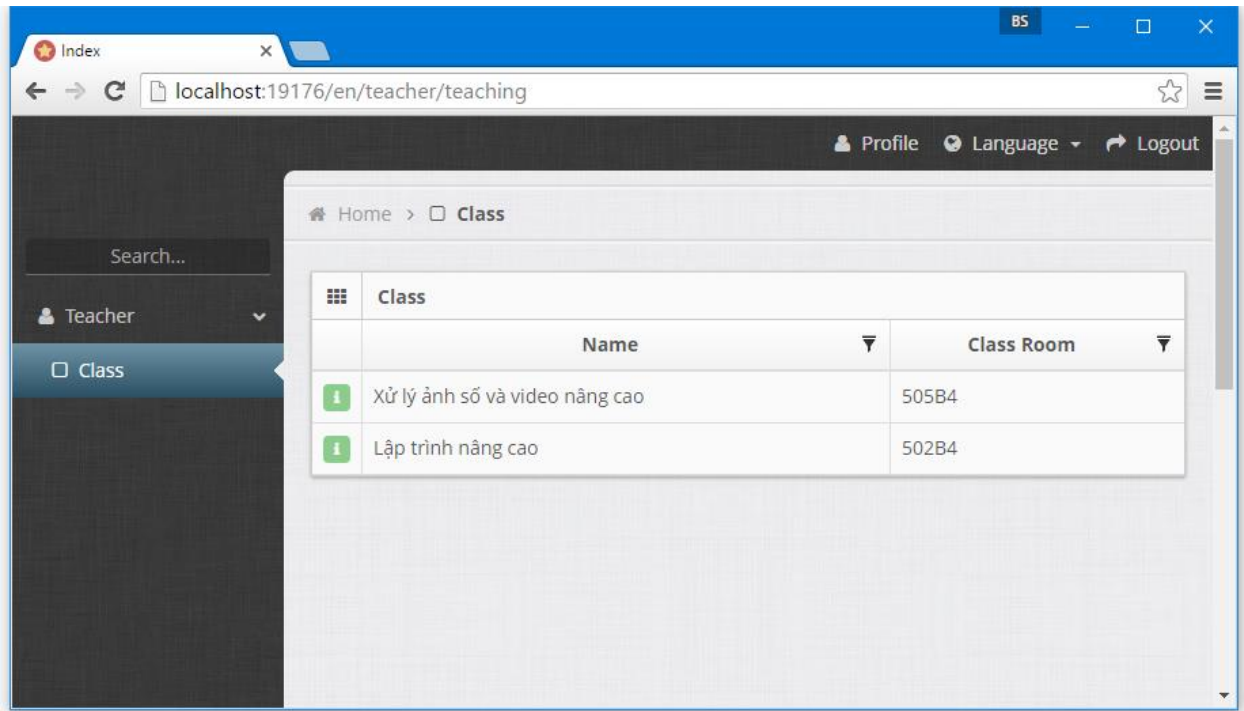 BS
Index
localhost:19176/en/teacher/teaching
Profile Language Logout
Home > Class
Search...
Teacher
Class
Class
Name Class Room
Xử lý ảnh số và video nâng cao 505B4
Lập trình nâng cao 502B4